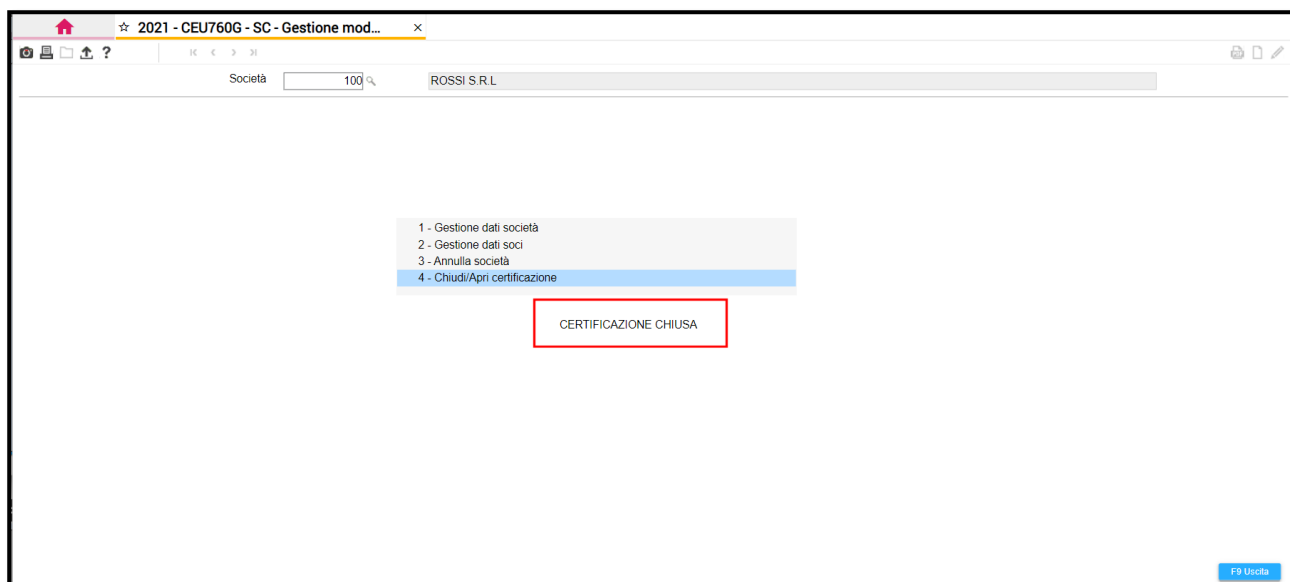 2021 - CEU760G - SC - Gestione mod...
?
Società 100 ROSSI S.R.L
1 - Gestione dati società
2 - Gestione dati soci
3 - Annulla società
4 - Chiudi/Apri certificazione
CERTIFICAZIONE CHIUSA
F9 Uscita